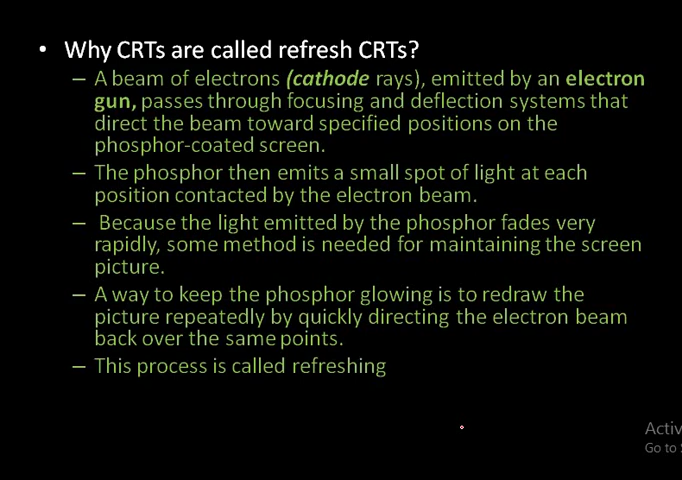 • Why CRTs are called refresh CRTs?
– A beam of electrons (cathode rays), emitted by an electron
gun, passes through focusing and deflection systems that
direct the beam toward specified positions on the
phosphor-coated screen.
– The phosphor then emits a small spot of light at each
position contacted by the electron beam.
– Because the light emitted by the phosphor fades very
rapidly, some method is needed for maintaining the screen
picture.
– A way to keep the phosphor glowing is to redraw the
picture repeatedly by quickly directing the electron beam
back over the same points.
– This process is called refreshing
Activ
Go to